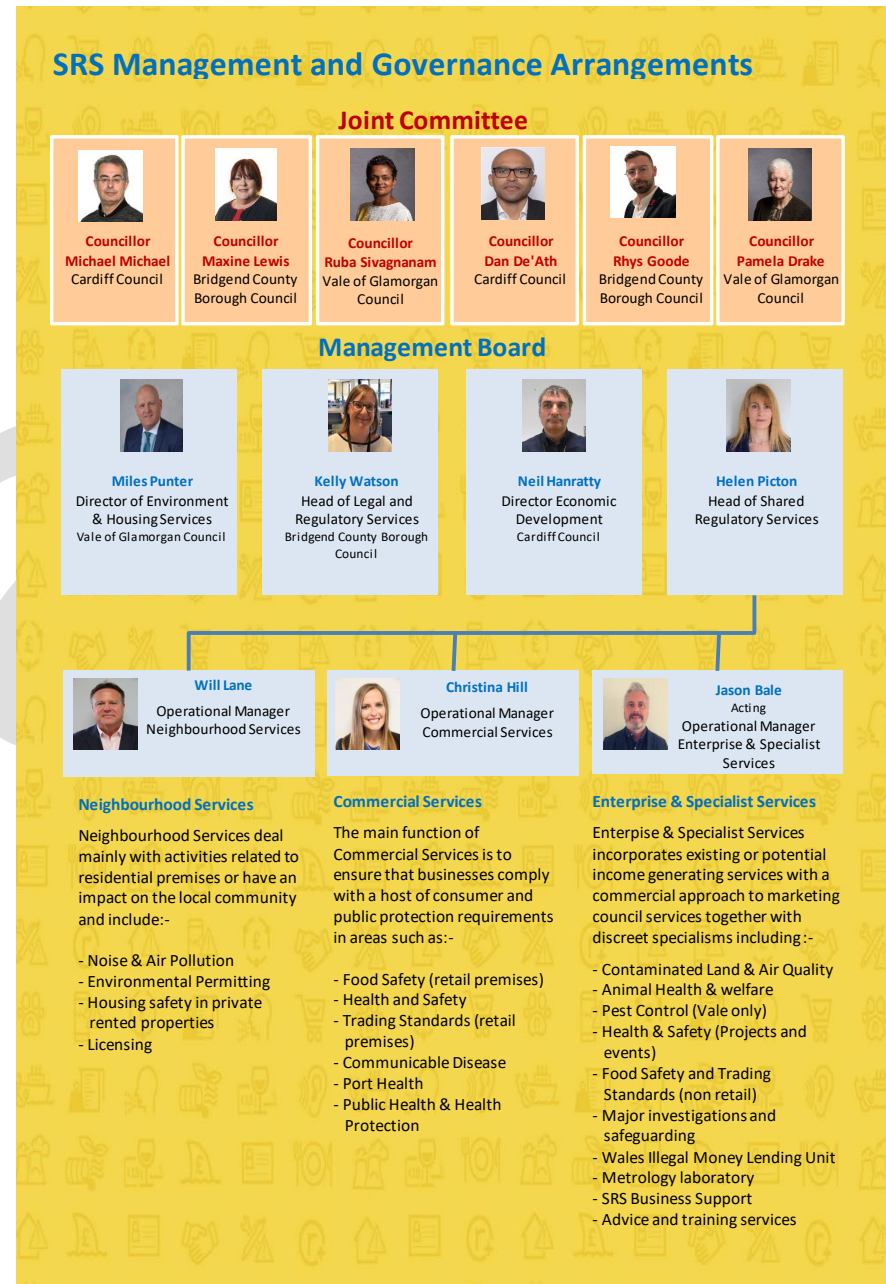 SRS Management and Governance Arrangements
Joint Committee
Councillor
Michael Michael
Cardiff Council
Councillor
Maxine Lewis
Bridgend County
Borough Council
Councillor
Ruba Sivagnanam
Vale of Glamorgan
Council
Councillor
Dan De'Ath
Cardiff Council
Councillor
Rhys Goode
Bridgend County
Borough Council
Councillor
Pamela Drake
Vale of Glamorgan
Council
Management Board
Miles Punter
Director of Environment
& Housing Services
Vale of Glamorgan Council
Kelly Watson
Head of Legal and
Regulatory Services
Bridgend County Borough
Council
Neil Hanratty
Director Economic
Development
Cardiff Council
Helen Picton
Head of Shared
Regulatory Services
Will Lane
Operational Manager
Neighbourhood Services
Christina Hill
Operational Manager
Commercial Services
Jason Bale
Acting
Operational Manager
Enterprise & Specialist
Services
Neighbourhood Services
Neighbourhood Services deal
mainly with activities related to
residential premises or have an
impact on the local community
and include:-
- Noise & Air Pollution
- Environmental Permitting
- Housing safety in private
rented properties
- Licensing
Commercial Services
The main function of
Commercial Services is to
ensure that businesses comply
with a host of consumer and
public protection requirements
in areas such as:-
- Food Safety (retail premises)
- Health and Safety
- Trading Standards (retail
premises)
- Communicable Disease
- Port Health
- Public Health & Health
Protection
Enterprise & Specialist Services
Enterpise & Specialist Services
incorporates existing or potential
income generating services with a
commercial approach to marketing
council services together with
discreet specialisms including:-
- Contaminated Land & Air Quality
- Animal Health & welfare
- Pest Control (Vale only)
- Health & Safety (Projects and
events)
- Food Safety and Trading
Standards (non retail)
- Major investigations and
safeguarding
- Wales Illegal Money Lending Unit
- Metrology laboratory
- SRS Business Support
- Advice and training services